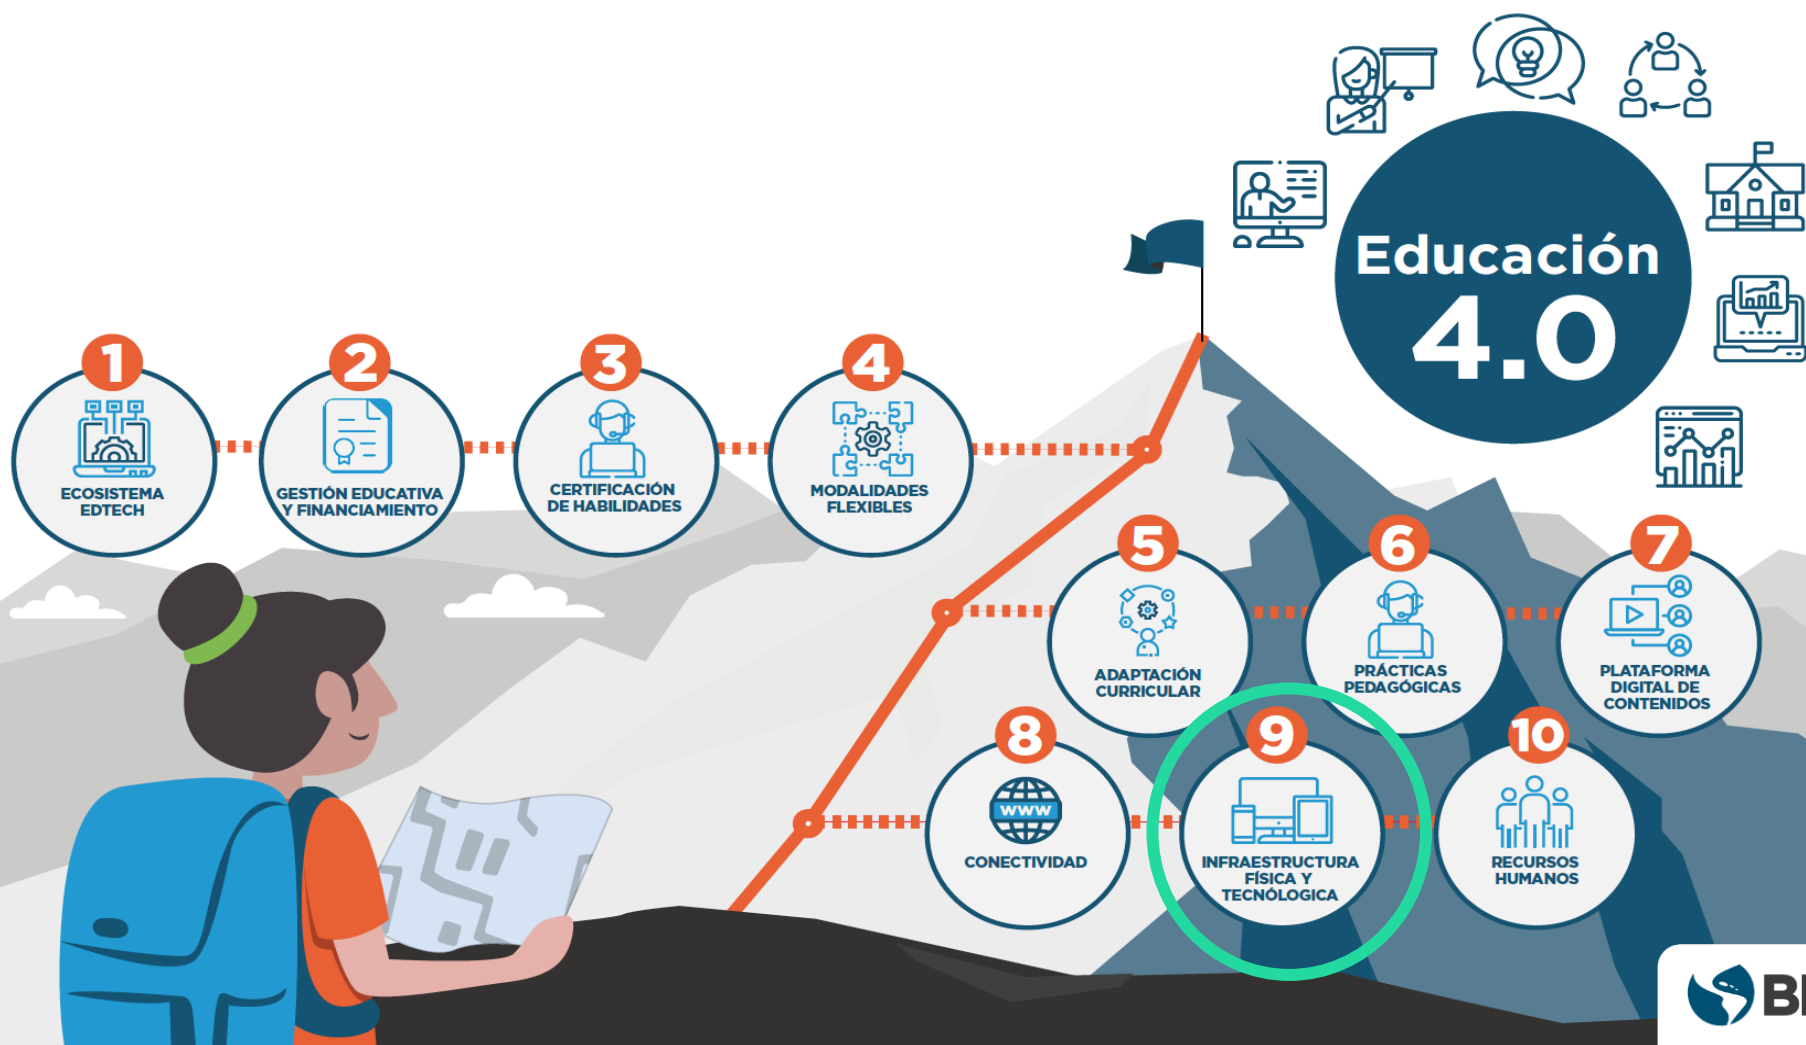 Educación
4.0
1
ECOSISTEMA
EDTECH
2
GESTIÓN EDUCATIVA
Y FINANCIAMIENTO
3
CERTIFICACIÓN
DE HABILIDADES
4
MODALIDADES
FLEXIBLES
5
ADAPTACIÓN
CURRICULAR
6
PRÁCTICAS
PEDAGÓGICAS
7
PLATAFORMA
DIGITAL DE
CONTENIDOS
8
WWW
CONECTIVIDAD
9
INFRAESTRUCTURA
FÍSICA Y
TECNÓLOGICA
10
RECURSOS
HUMANOS